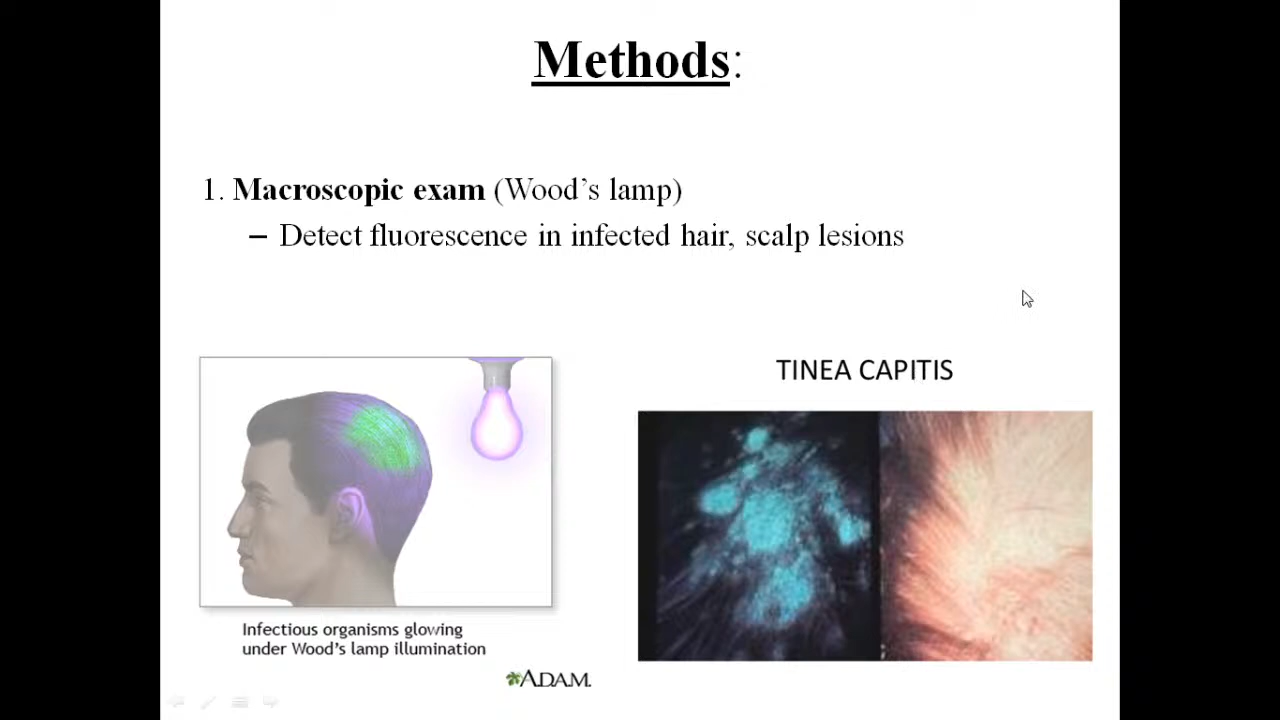 Methods:
1. Macroscopic exam (Wood’s lamp)
– Detect fluorescence in infected hair, scalp lesions
TINEA CAPITIS
Infectious organisms glowing
under Wood’s lamp illumination
ADAM.